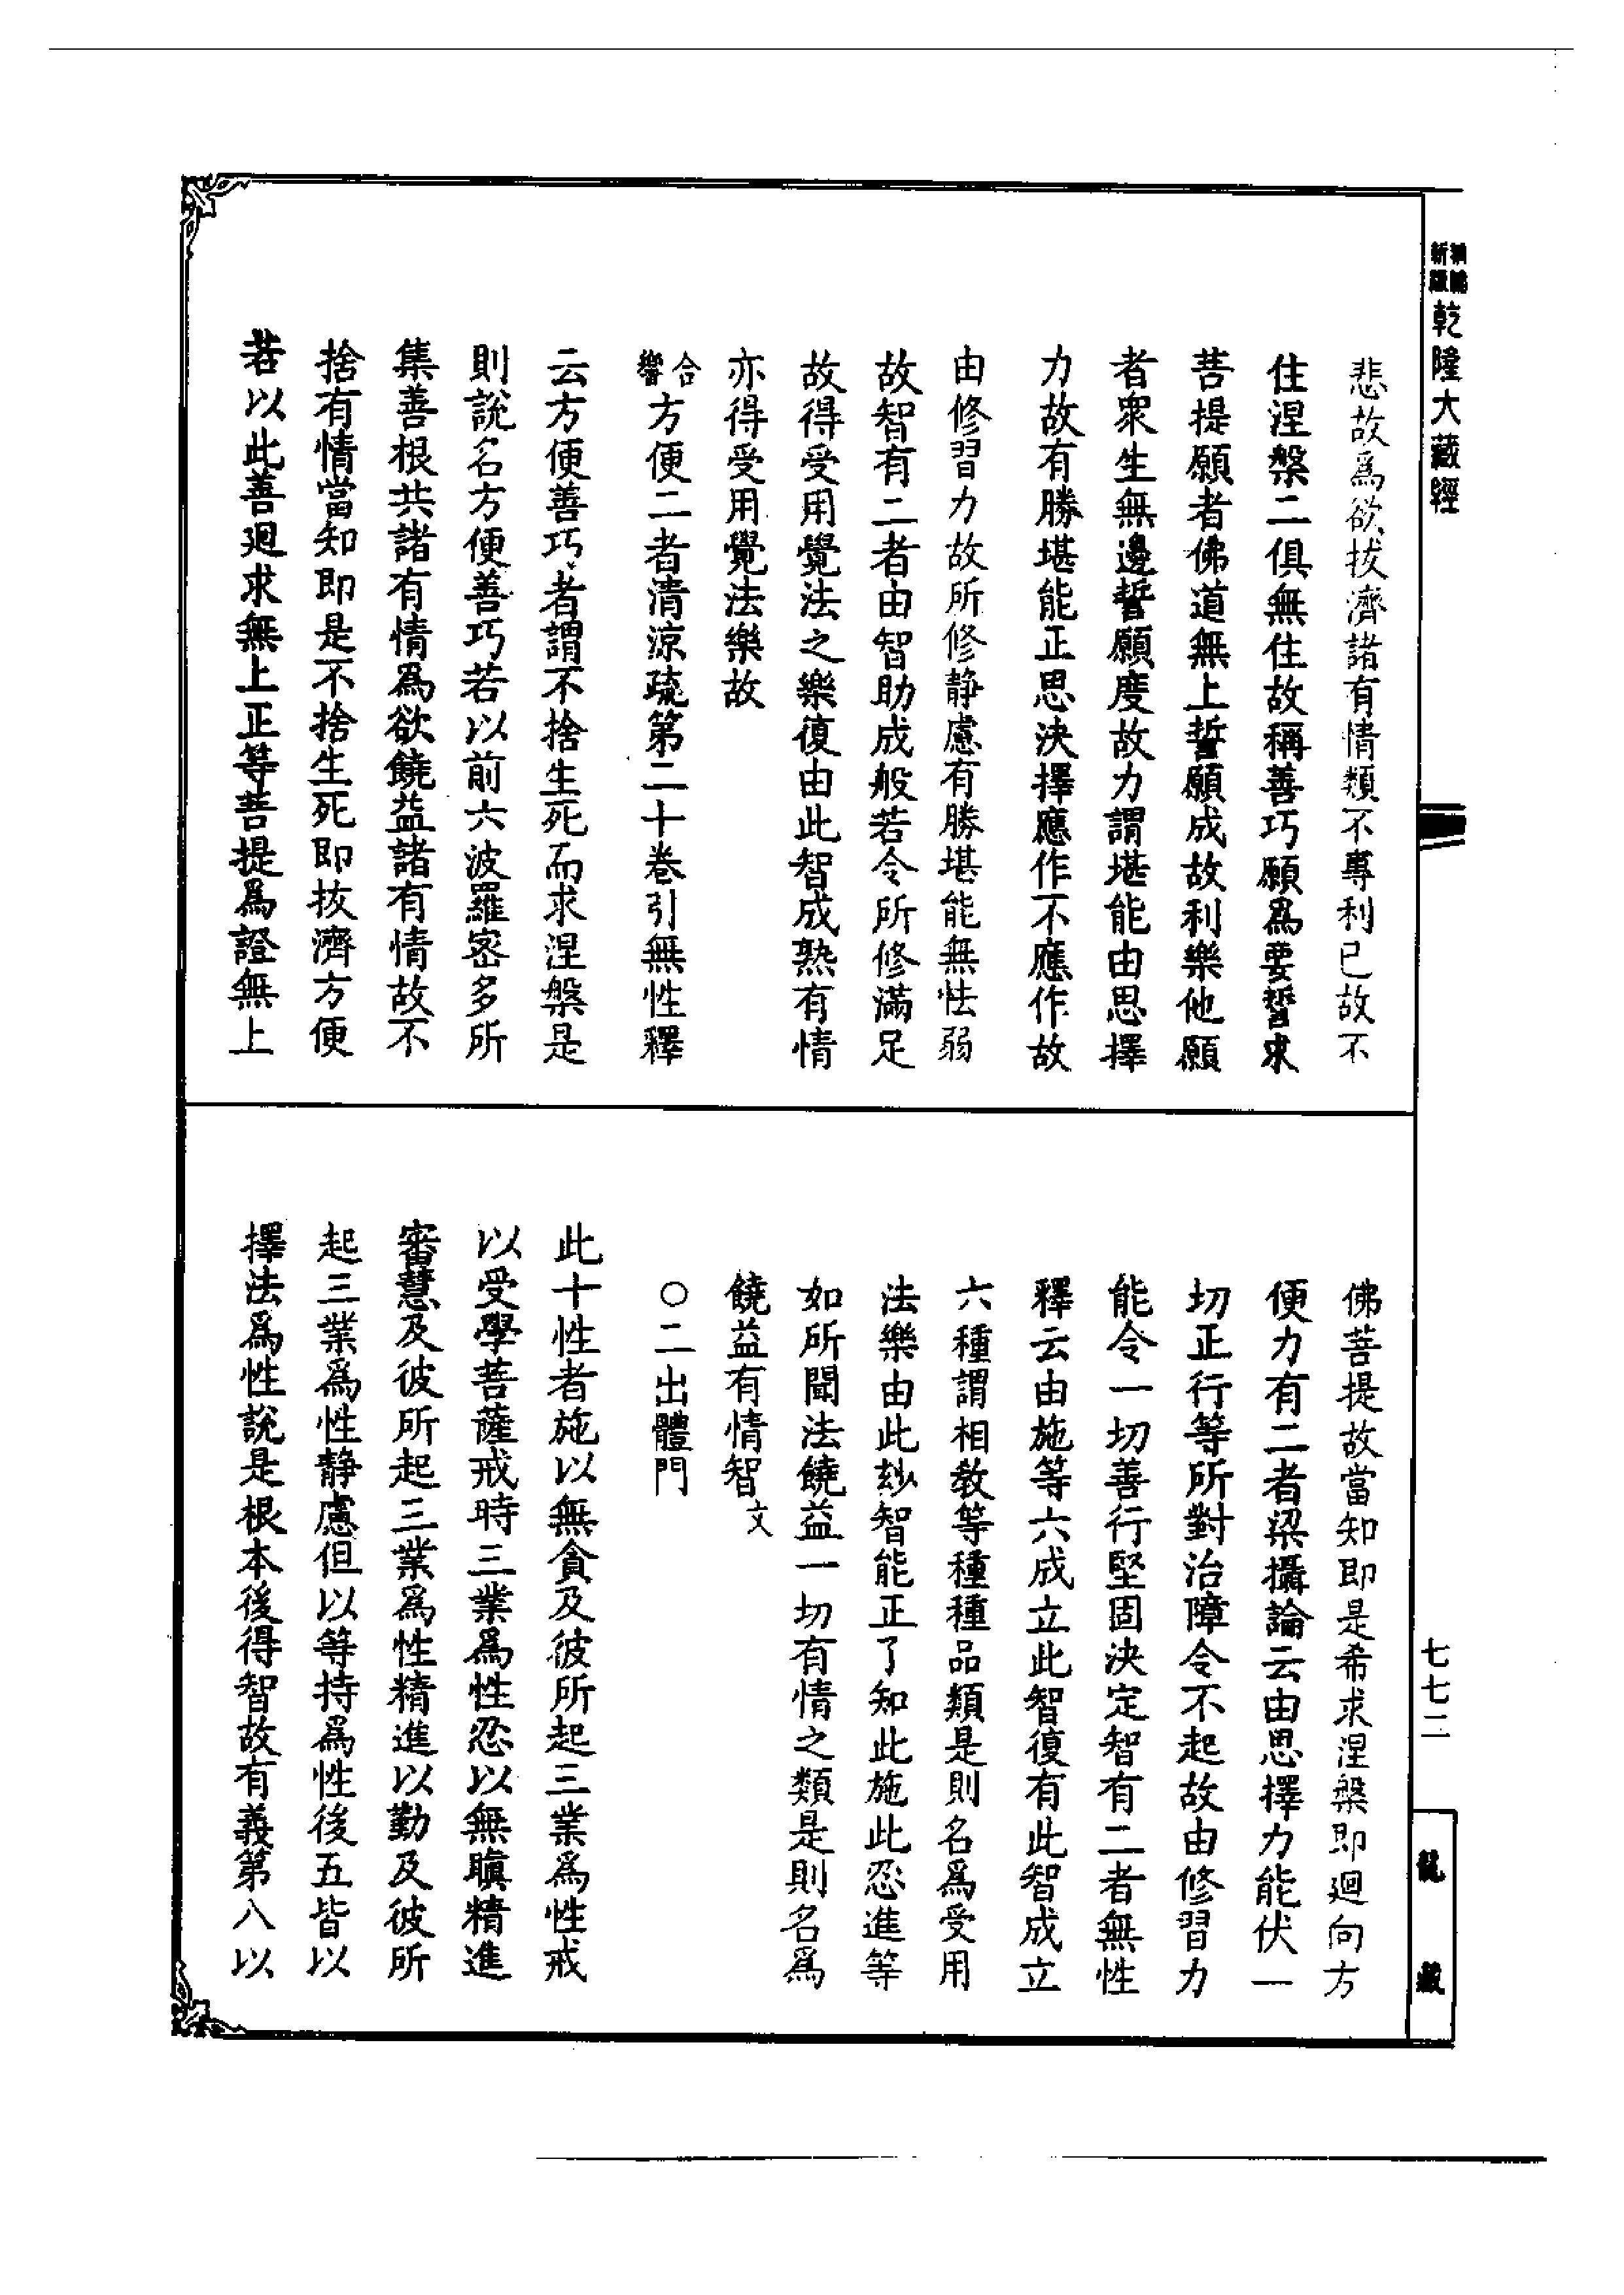 乾隆大藏經
悲故爲欲拔濟諸有情類不專利已故不
住涅槃二俱無住故稱善巧願爲要誓求
菩提願者佛道無上誓願成故利樂他願
者衆生無邊誓願度故力謂堪能由思擇
力故有勝堪能正思決擇應作不應作故
由修習力故所修靜慮有勝堪能無怯弱
故智有二者由智助成般若令所修滿足
故得受用覺法之樂復由此智成熟有情
亦得受用覺法樂故
合響方便二者清涼疏第二十卷引無性釋
云方便善巧者謂不捨生死而求涅槃是
則說名方便善巧若以前六波羅密多所
集善根共諸有情爲欲饒益諸有情故不
捨有情當知即是不捨生死即拔濟方便
若以此善廻求無上正等菩提爲證無上
佛菩提故當知即是希求涅槃即廻向方
便力有二者梁攝論云由思擇力能伏一
切正行等所對治障令不起故由修習力
能令一切善行堅固決定智有二者無性
釋云由施等六成立此智復有此智成立
六種謂相教等種種品類是則名爲受用
法樂由此玅智能正了知此施此忍進等
如所聞法饒益一切有情之類是則名爲
饒益有情智文
○二出體門
此十性者施以無貪及彼所起三業爲性戒
以受學菩薩戒時三業爲性忍以無瞋精進
審慧及彼所起三業爲性精進以勤及彼所
起三業爲性靜慮但以等持爲性後五皆以
擇法爲性說是根本後得智故有義第八以
七七二
龍藏